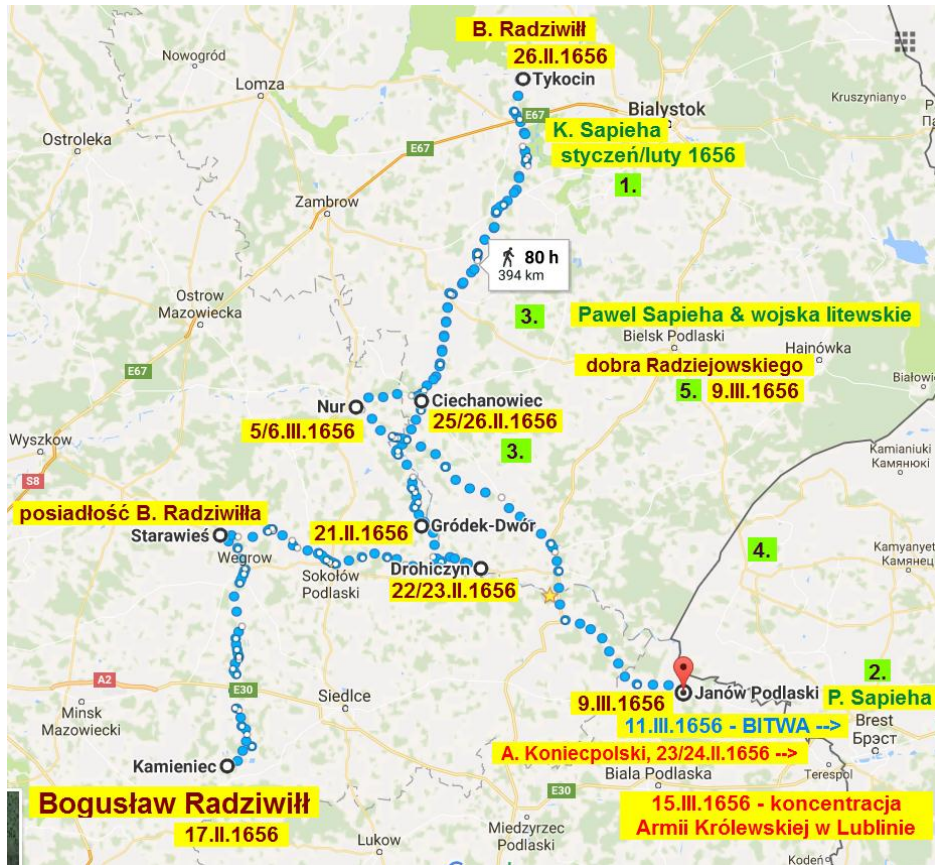 B. Radziwiłł
26.II.1656
Nowogród
Tykocin
Lomza
Kruszyniany
Bialystok
E67
K. Sapieha
styczeń/luty 1656
1.
Ostroleka
E67
Zambrow
80 h
394 km
Ostrow
Mazowiecka
3.
Pawel Sapieha & wojska litewskie
Bielsk Podlaski
Hainówka
E67
dobra Radziejowskiego
5.
9.III.1656
Nur
Ciechanowiec
5/6.III.1656
25/26.II.1656
Wyszkow
3.
Kamianiuki
Камянюкі
S8
posiadłość B. Radziwiłła
21.II.1656
Gródek-Dwór
Starawieś
Wegrow
4.
Sokołów
Podlaski
Drohiczyn
22/23.II.1656
A2
E30
Siedlce
Minsk
Mazowiecki
2.
9.III.1656
Janów Podlaski
P. Sapieha
11.III.1656 - BITWA -->
Brest
Брэст
A. Koniecpolski, 23/24.II.1656 -->
Kamieniec
Biala Podlaska
Terespol
E30
Bogusław Radziwiłł
17.II.1656
15.III.1656 - koncentracja
Armii Królewskiej w Lublinie
Lukow
Miedzyrzec
Podlaski
Kodeń